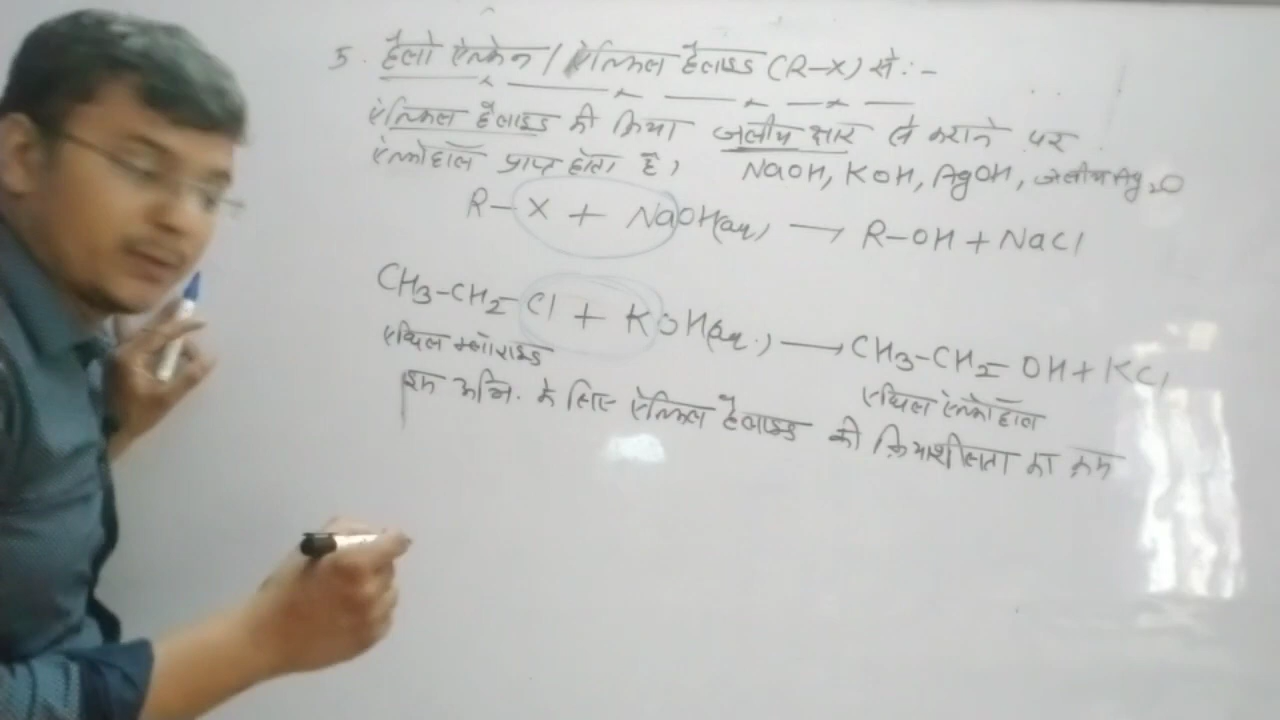 5. हैलो ऐल्केन / ऐल्किल हैलाइड (R-X) से :-
ऐल्किल हैलाइड की क्रिया जलीय क्षार से कराने पर
ऐल्कोहॉल प्राप्त होता है। NaOH, KOH, AgOH, जलीय Ag2O
R-X + NaOH(aq) → R-OH + NaCl
CH3-CH2-Cl + KOH(aq.) → CH3-CH2-OH + KCl
एथिल क्लोराइड एथिल ऐल्कोहॉल
इस अभि. के लिए ऐल्किल हैलाइड की क्रियाशीलता का क्रम